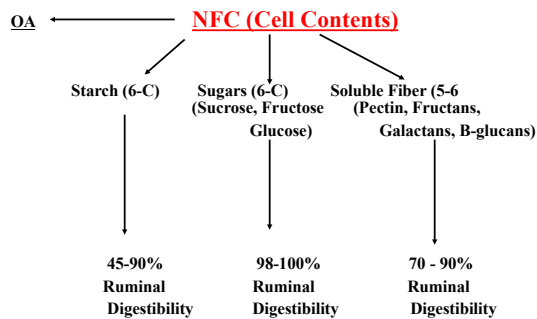 OA
NFC (Cell Contents)
Starch (6-C)
Sugars (6-C)
(Sucrose, Fructose
Glucose)
Soluble Fiber (5-6
(Pectin, Fructans,
Galactans, B-glucans)
45-90%
Ruminal
Digestibility
98-100%
Ruminal
Digestibility
70 - 90%
Ruminal
Digestibility